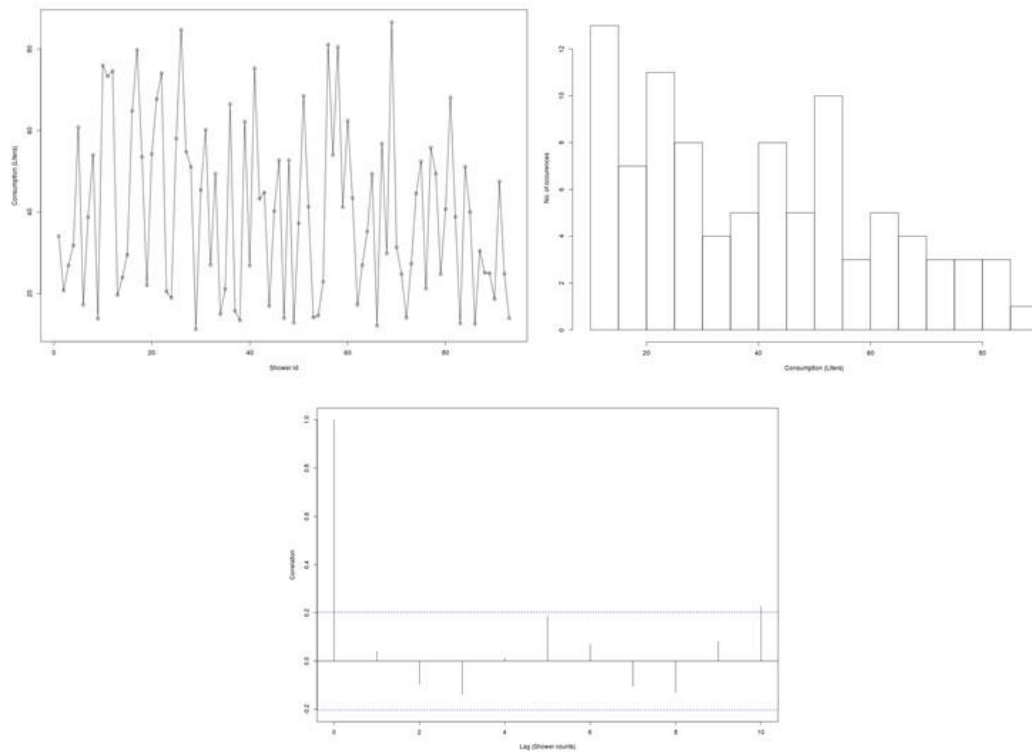 80
60
40
20
Consumption (Liters)
0 20 40 60 80
Shower Id
12
10
8
6
4
2
0
No. of occurences
20 40 60 80
Consumption (Liters)
1.0
0.8
0.6
0.4
0.2
0.0
-0.2
Correlation
0 2 4 6 8 10
Lag (Shower counts)